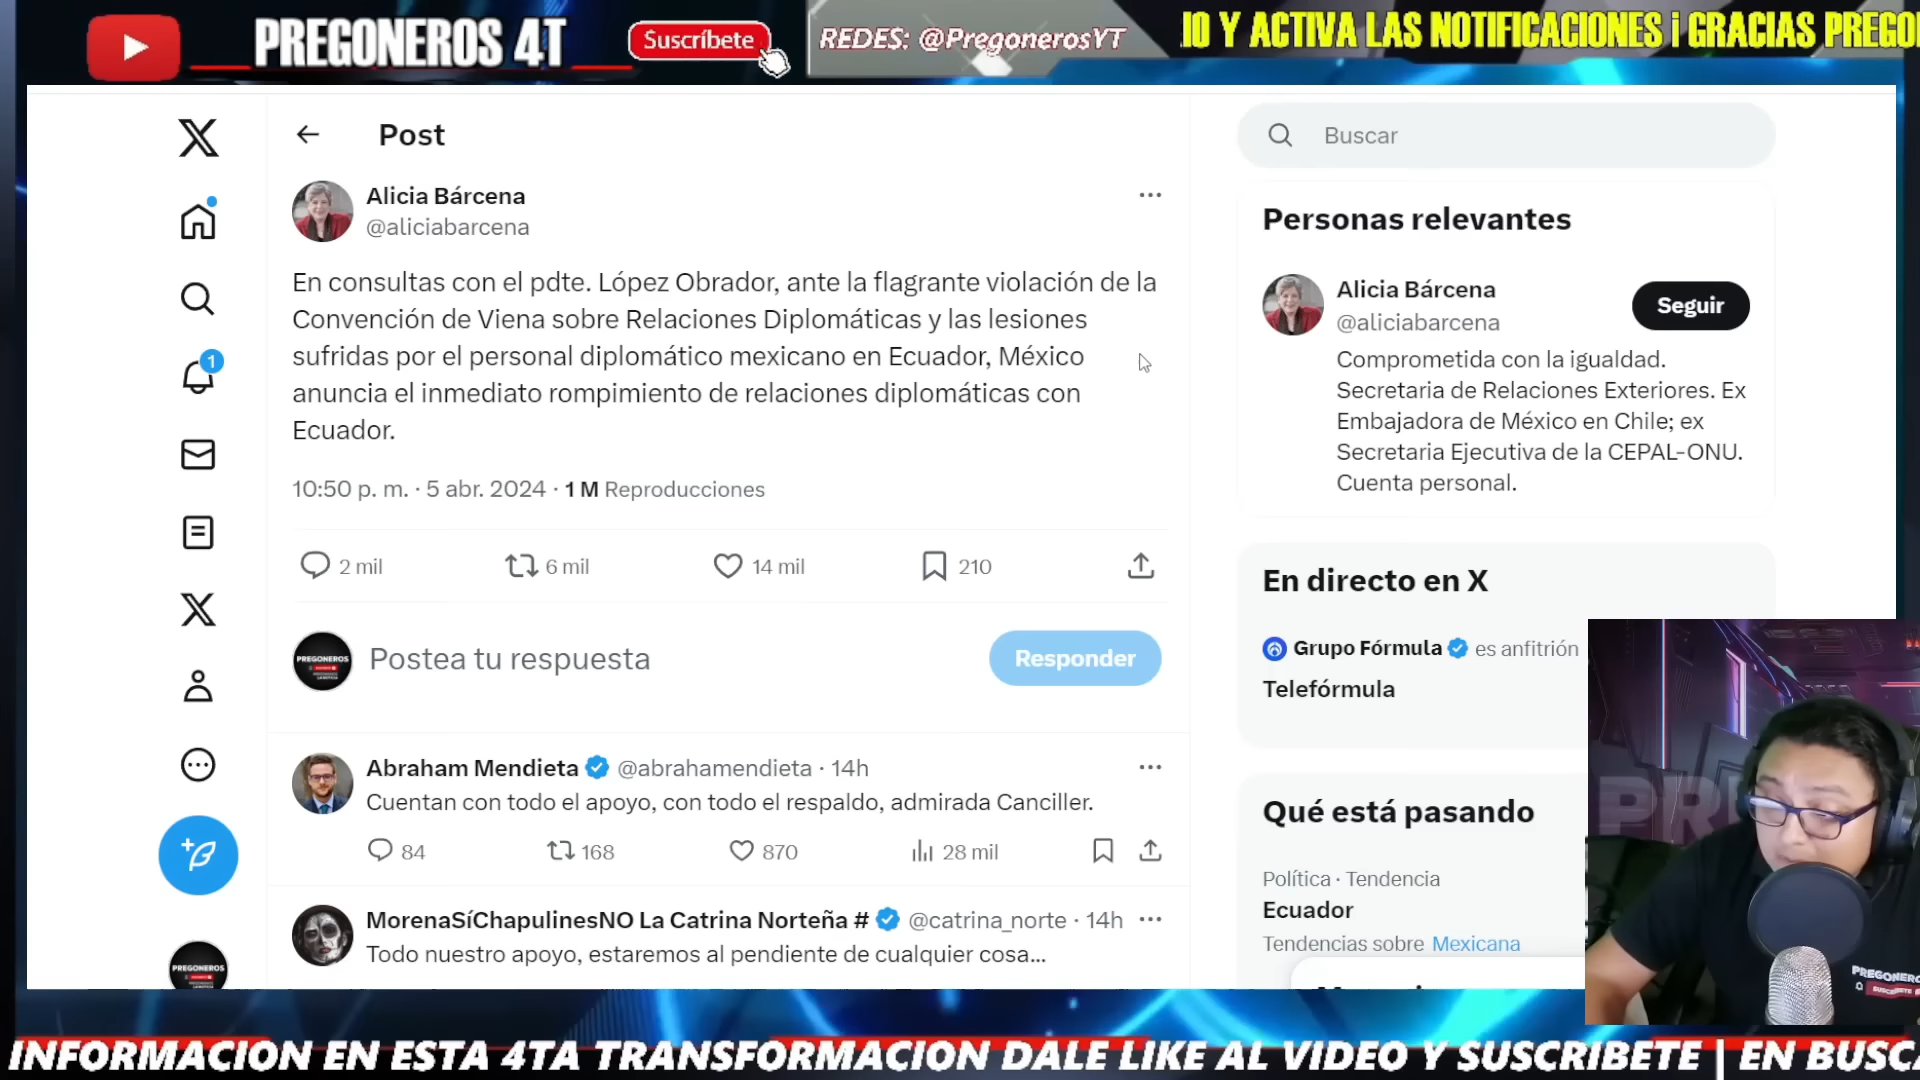 PREGONEROS 4T
Suscríbete
REDES: @PregonerosYT
IO Y ACTIVA LAS NOTIFICACIONES ¡ GRACIAS
Post
Buscar
Alicia Bárcena
@aliciabarcena
En consultas con el pdte. López Obrador, ante la flagrante violación de la
Convención de Viena sobre Relaciones Diplomáticas y las lesiones
sufridas por el personal diplomático mexicano en Ecuador, México
anuncia el inmediato rompimiento de relaciones diplomáticas con
Ecuador.
10:50 p. m. · 5 abr. 2024 · 1 M Reproducciones
2 mil 6 mil 14 mil 210
PREGONEROS
Postea tu respuesta
Responder
Abraham Mendieta @abrahamendieta · 14h
Cuentan con todo el apoyo, con todo el respaldo, admirada Canciller.
84 168 870 28 mil
MorenaSíChapulinesNO La Catrina Norteña # @catrina_norte · 14h
Todo nuestro apoyo, estaremos al pendiente de cualquier cosa...
1
PREGONEROS
Personas relevantes
Alicia Bárcena
@aliciabarcena
Seguir
Comprometida con la igualdad.
Secretaria de Relaciones Exteriores. Ex
Embajadora de México en Chile; ex
Secretaria Ejecutiva de la CEPAL-ONU.
Cuenta personal.
En directo en X
Grupo Fórmula es anfitrión
Telefórmula
Qué está pasando
Política · Tendencia
Ecuador
Tendencias sobre Mexicana
INFORMACION EN ESTA 4TA TRANSFORMACION DALE LIKE AL VIDEO Y SUSCRIBETE | EN